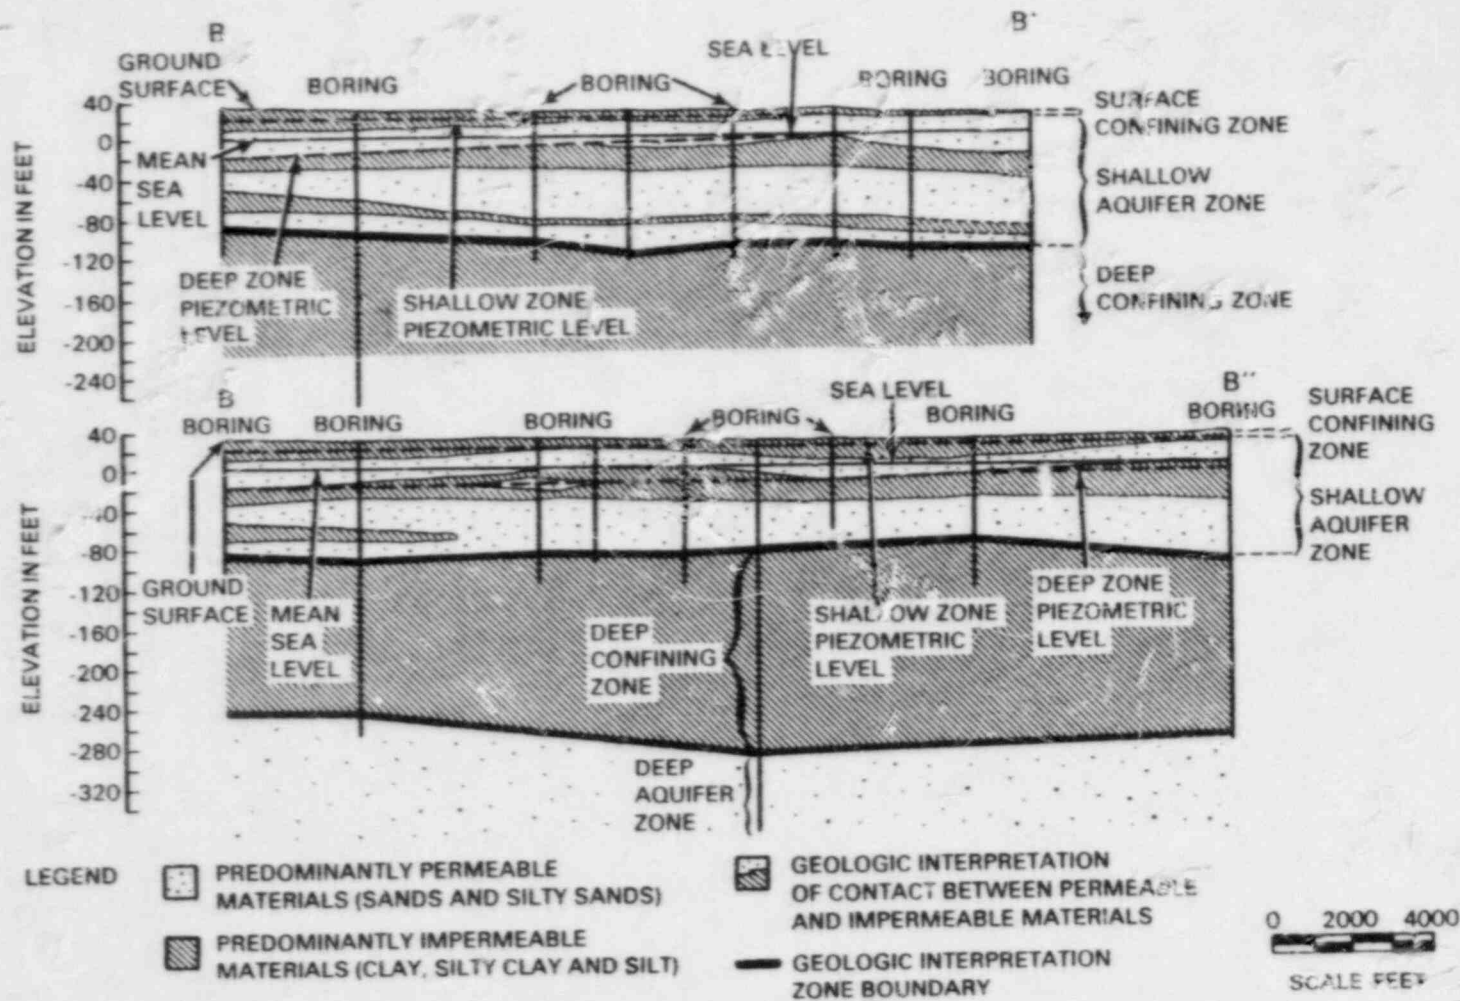 B
B'
GROUND
SURFACE
BORING
BORING
SEA LEVEL
BORING
BORING
ELEVATION IN FEET
40
0
-40
-80
-120
-160
-200
-240
MEAN
SEA
LEVEL
SURFACE
CONFINING ZONE
SHALLOW
AQUIFER ZONE
DEEP
CONFINING ZONE
DEEP ZONE
PIEZOMETRIC
LEVEL
SHALLOW ZONE
PIEZOMETRIC LEVEL
B
B"
BORING
BORING
BORING
BORING
SEA LEVEL
BORING
BORING
SURFACE
CONFINING
ZONE
ELEVATION IN FEET
40
0
-40
-80
-120
-160
-200
-240
-280
-320
SHALLOW
AQUIFER
ZONE
GROUND
SURFACE
MEAN
SEA
LEVEL
DEEP
CONFINING
ZONE
SHALLOW ZONE
PIEZOMETRIC
LEVEL
DEEP ZONE
PIEZOMETRIC
LEVEL
DEEP
AQUIFER
ZONE
LEGEND
PREDOMINANTLY PERMEABLE
MATERIALS (SANDS AND SILTY SANDS)
PREDOMINANTLY IMPERMEABLE
MATERIALS (CLAY, SILTY CLAY AND SILT)
GEOLOGIC INTERPRETATION
OF CONTACT BETWEEN PERMEABLE
AND IMPERMEABLE MATERIALS
GEOLOGIC INTERPRETATION
ZONE BOUNDARY
0 2000 4000
SCALE FEET